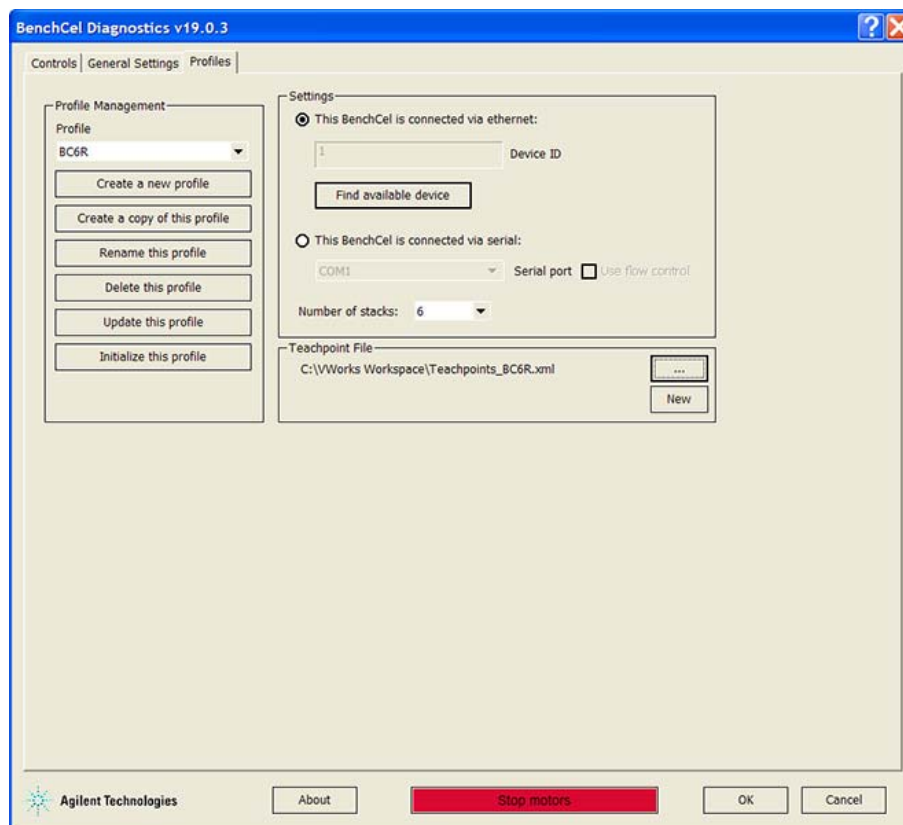 BenchCel Diagnostics v19.0.3
Controls General Settings Profiles
Profile Management
Profile
BC6R
Create a new profile
Create a copy of this profile
Rename this profile
Delete this profile
Update this profile
Initialize this profile
Settings
This BenchCel is connected via ethernet:
1 Device ID
Find available device
This BenchCel is connected via serial:
COM1 Serial port Use flow control
Number of stacks: 6
Teachpoint File
C:\VWorks Workspace\Teachpoints_BC6R.xml ...
New
Agilent Technologies About Stop motors OK Cancel